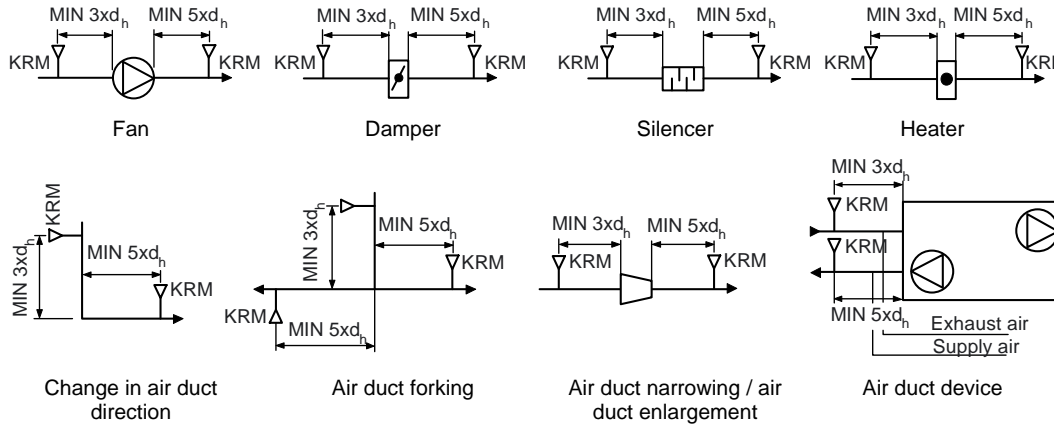 MIN 3xdh MIN 5xdh
KRM KRM
Fan
MIN 3xdh MIN 5xdh
KRM KRM
Damper
MIN 3xdh MIN 5xdh
KRM KRM
Silencer
MIN 3xdh MIN 5xdh
KRM KRM
Heater
KRM
MIN 3xdh
MIN 5xdh
KRM
Change in air duct
direction
MIN 3xdh
MIN 5xdh
KRM
KRM
MIN 5xdh
Air duct forking
MIN 3xdh MIN 5xdh
KRM KRM
Air duct narrowing / air
duct enlargement
MIN 3xdh
KRM
KRM
MIN 5xdh
Exhaust air
Supply air
Air duct device